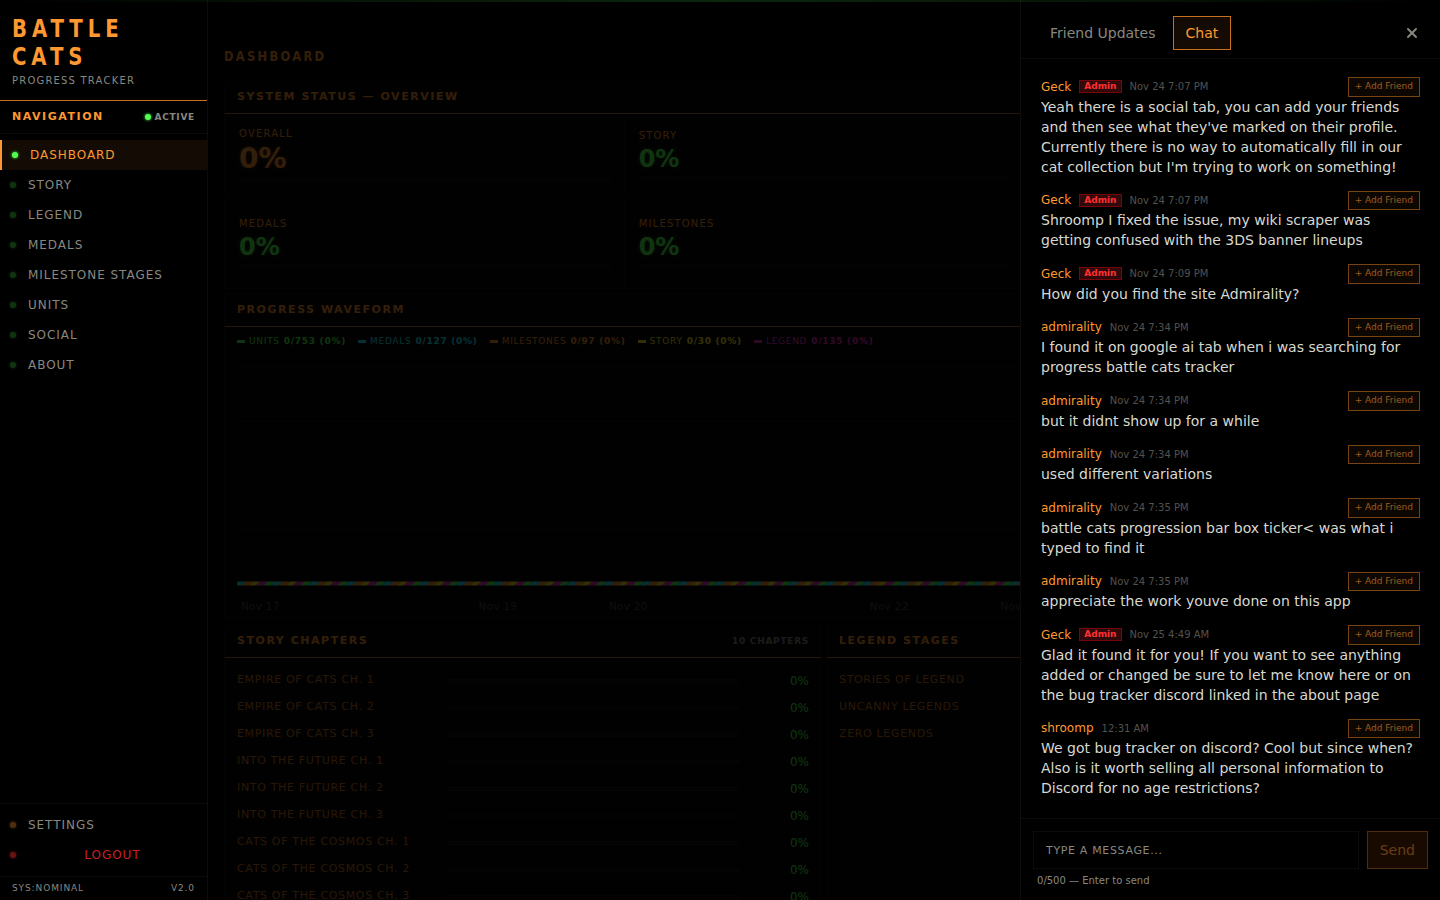 BATTLE
CATS
PROGRESS TRACKER
NAVIGATION
ACTIVE
DASHBOARD
STORY
LEGEND
MEDALS
MILESTONE STAGES
UNITS
SOCIAL
ABOUT
SETTINGS
LOGOUT
SYS:NOMINAL
V2.0
DASHBOARD
SYSTEM STATUS — OVERVIEW
OVERALL
0%
STORY
0%
MEDALS
0%
MILESTONES
0%
PROGRESS WAVEFORM
UNITS 0/753 (0%) MEDALS 0/127 (0%) MILESTONES 0/97 (0%) STORY 0/30 (0%) LEGEND 0/135 (0%)
Nov 17 Nov 19 Nov 20 Nov 22 Nov
STORY CHAPTERS
10 CHAPTERS
EMPIRE OF CATS CH. 1 0%
EMPIRE OF CATS CH. 2 0%
EMPIRE OF CATS CH. 3 0%
INTO THE FUTURE CH. 1 0%
INTO THE FUTURE CH. 2 0%
INTO THE FUTURE CH. 3 0%
CATS OF THE COSMOS CH. 1 0%
CATS OF THE COSMOS CH. 2 0%
CATS OF THE COSMOS CH. 3 0%
LEGEND STAGES
STORIES OF LEGEND
UNCANNY LEGENDS
ZERO LEGENDS
Friend Updates
Chat
×
Geck Admin Nov 24 7:07 PM + Add Friend
Yeah there is a social tab, you can add your friends
and then see what they've marked on their profile.
Currently there is no way to automatically fill in our
cat collection but I'm trying to work on something!
Geck Admin Nov 24 7:07 PM + Add Friend
Shroomp I fixed the issue, my wiki scraper was
getting confused with the 3DS banner lineups
Geck Admin Nov 24 7:09 PM + Add Friend
How did you find the site Admirality?
admirality Nov 24 7:34 PM + Add Friend
I found it on google ai tab when i was searching for
progress battle cats tracker
admirality Nov 24 7:34 PM + Add Friend
but it didnt show up for a while
admirality Nov 24 7:34 PM + Add Friend
used different variations
admirality Nov 24 7:35 PM + Add Friend
battle cats progression bar box ticker< was what i
typed to find it
admirality Nov 24 7:35 PM + Add Friend
appreciate the work youve done on this app
Geck Admin Nov 25 4:49 AM + Add Friend
Glad it found it for you! If you want to see anything
added or changed be sure to let me know here or on
the bug tracker discord linked in the about page
shroomp 12:31 AM + Add Friend
We got bug tracker on discord? Cool but since when?
Also is it worth selling all personal information to
Discord for no age restrictions?
TYPE A MESSAGE...
Send
0/500 — Enter to send